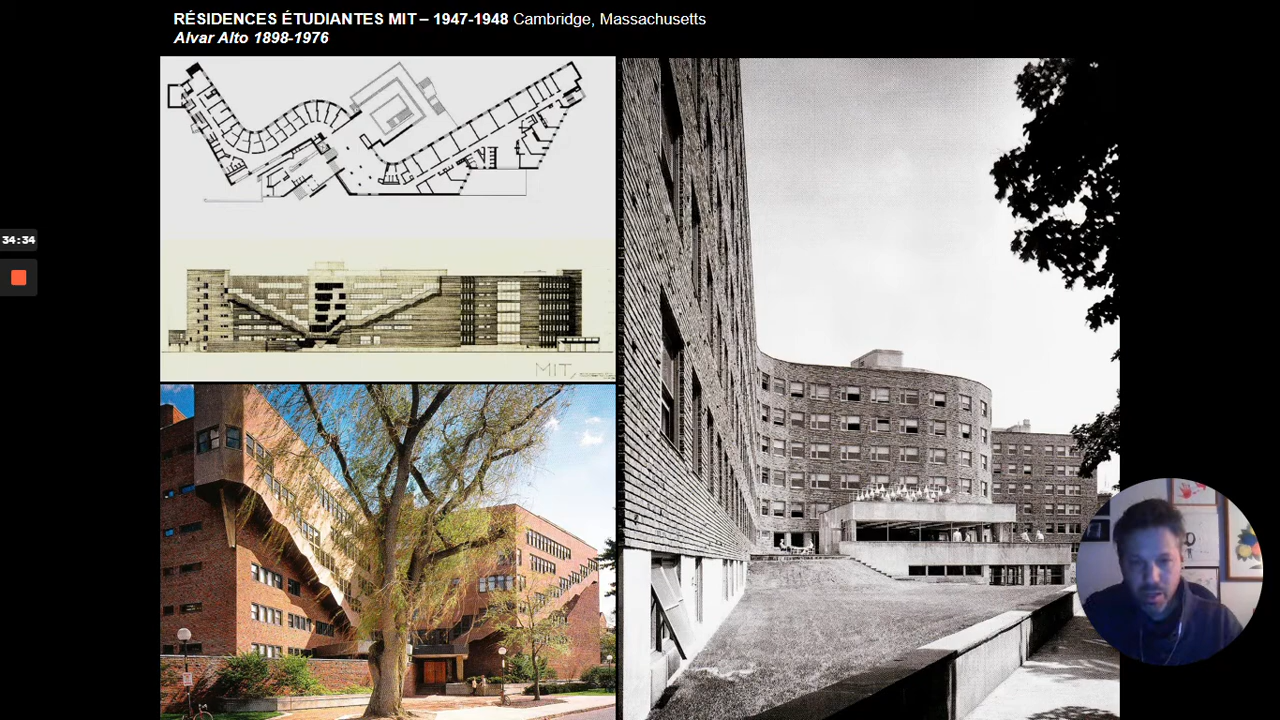 RÉSIDENCES ÉTUDIANTES MIT – 1947-1948 Cambridge, Massachusetts
Alvar Alto 1898-1976
34:34
MIT